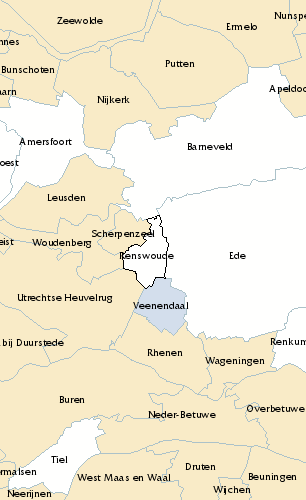 Nunspe
Zeewolde
Ermelo
nnes
Putten
Bunschoten
Apeldoo
aarn
Nijkerk
Amersfoort
Barneveld
oest
Leusden
Scherpenzeel
eist
Woudenberg
Renswoude
Ede
Utrechtse Heuvelrug
Veenendaal
bij Duurstede
Renkum
Rhenen
Wageningen
Buren
Neder-Betuwe
Overbetuwe
Tiel
Druten
ermalsen
West Maas en Waal
Beuningen
Wijchen
Neerijnen